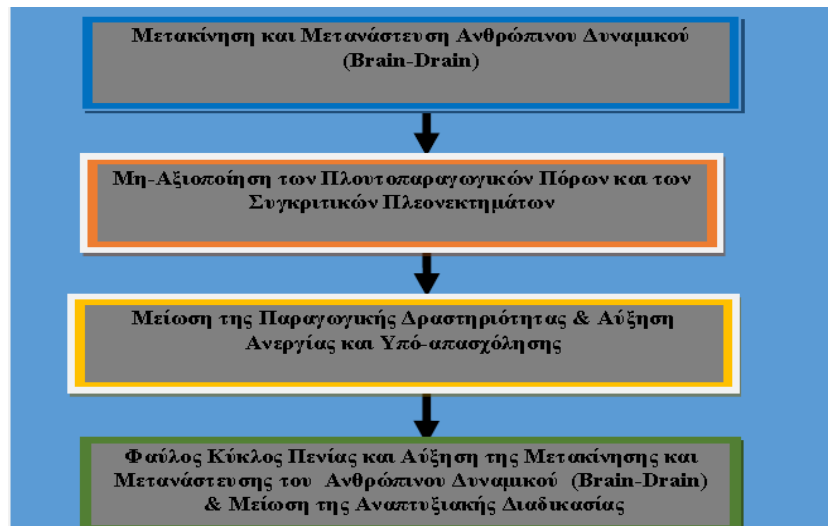 Μετακίνηση και Μετανάστευση Ανθρώπινου Δυναμικού
(Brain-Drain)
Μη-Αξιοποίηση των Πλουτοπαραγωγικών Πόρων και των
Συγκριτικών Πλεονεκτημάτων
Μείωση της Παραγωγικής Δραστηριότητας & Αύξηση
Ανεργίας και Υπό-απασχόλησης
Φαύλος Κύκλος Πενίας και Αύξηση της Μετακίνησης και
Μετανάστευσης του Ανθρώπινου Δυναμικού (Brain-Drain)
& Μείωση της Αναπτυξιακής Διαδικασίας